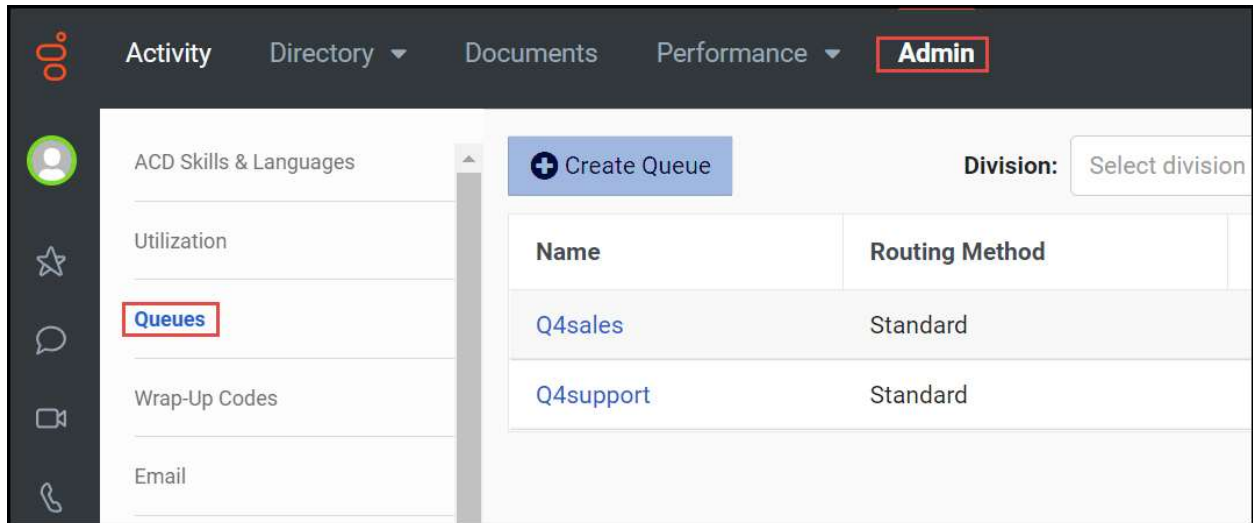 Activity Directory Documents Performance Admin
ACD Skills & Languages
Utilization
Queues
Wrap-Up Codes
Email
Create Queue Division: Select division
Name Routing Method
Q4sales Standard
Q4support Standard